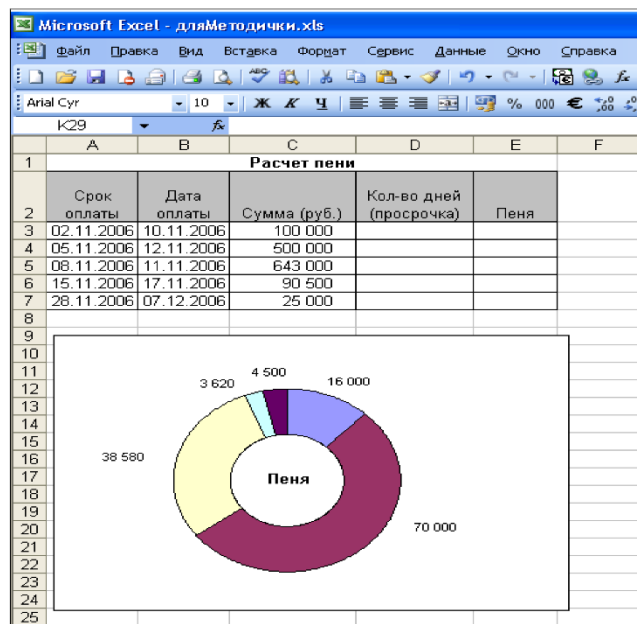 Microsoft Excel - дляМетодички.xls
Файл Правка Вид Вставка Формат Сервис Данные Окно Справка
Arial Cyr 10 Ж К Ч % 000 €
K29 fx
A B C D E F
1 Расчет пени
2 Срок оплаты Дата оплаты Сумма (руб.) Кол-во дней (просрочка) Пеня
3 02.11.2006 10.11.2006 100 000
4 05.11.2006 12.11.2006 500 000
5 08.11.2006 11.11.2006 643 000
6 15.11.2006 17.11.2006 90 500
7 28.11.2006 07.12.2006 25 000
8
9
10
11 4 500
12 3 620 16 000
13
14
15
16 38 580
17 Пеня
18
19
20 70 000
21
22
23
24
25